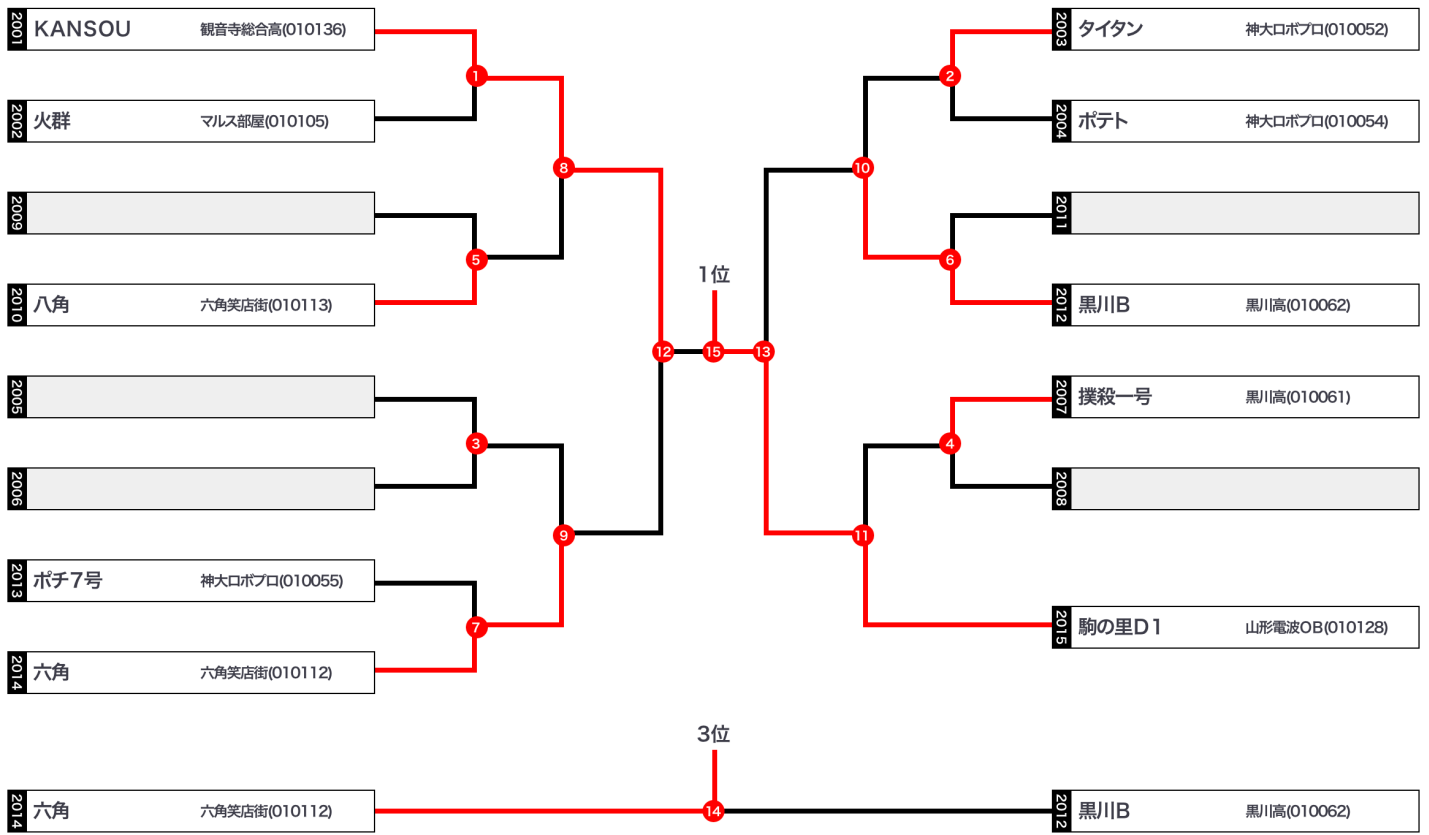 2001 KANSOU 観音寺総合高(010136)
2002 火群 マルス部屋(010105)
2009
2010 八角 六角笑店街(010113)
2005
2006
2013 ポチ7号 神大ロボプロ(010055)
2014 六角 六角笑店街(010112)
1
8
5
12
3
9
7
1位
15
2003 タイタン 神大ロボプロ(010052)
2004 ポテト 神大ロボプロ(010054)
2011
2012 黒川B 黒川高(010062)
2007 撲殺一号 黒川高(010061)
2008
2015 駒の里D1 山形電波OB(010128)
2
10
6
13
4
11
3位
2014 六角 六角笑店街(010112)
14
2012 黒川B 黒川高(010062)